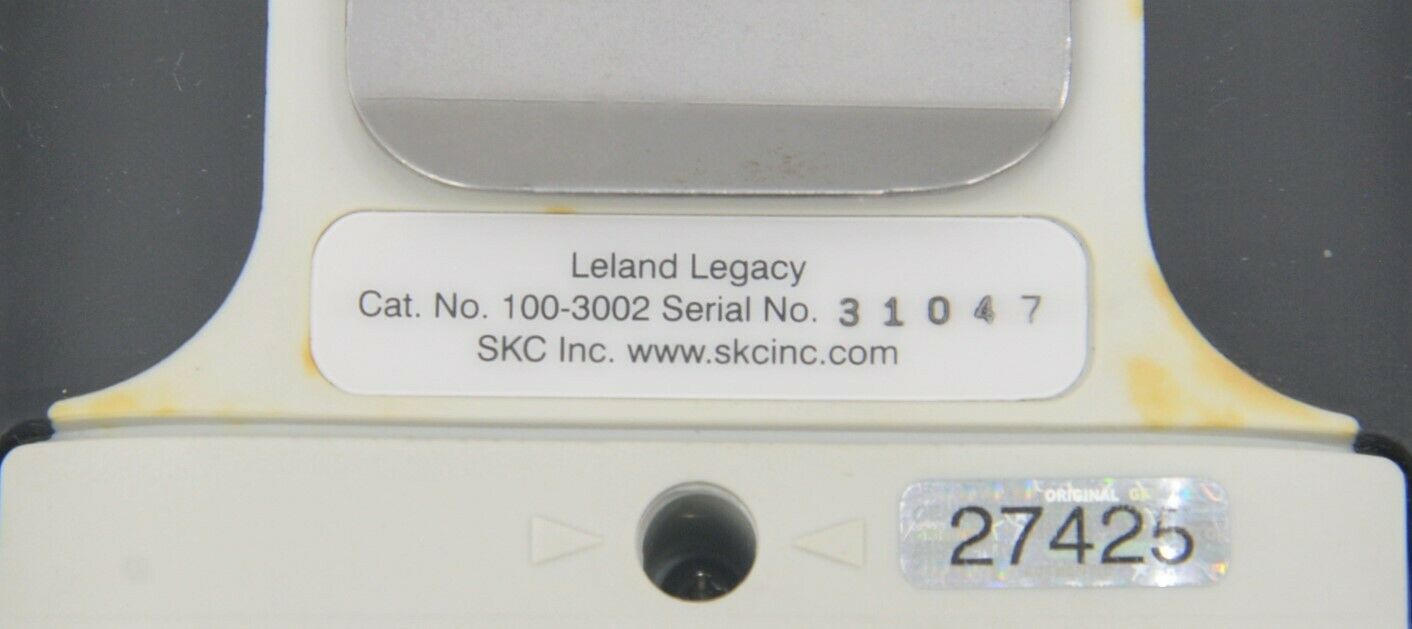 Leland Legacy
Cat. No. 100-3002 Serial No. 31047
SKC Inc. www.skcinc.com
ORIGINAL
27425